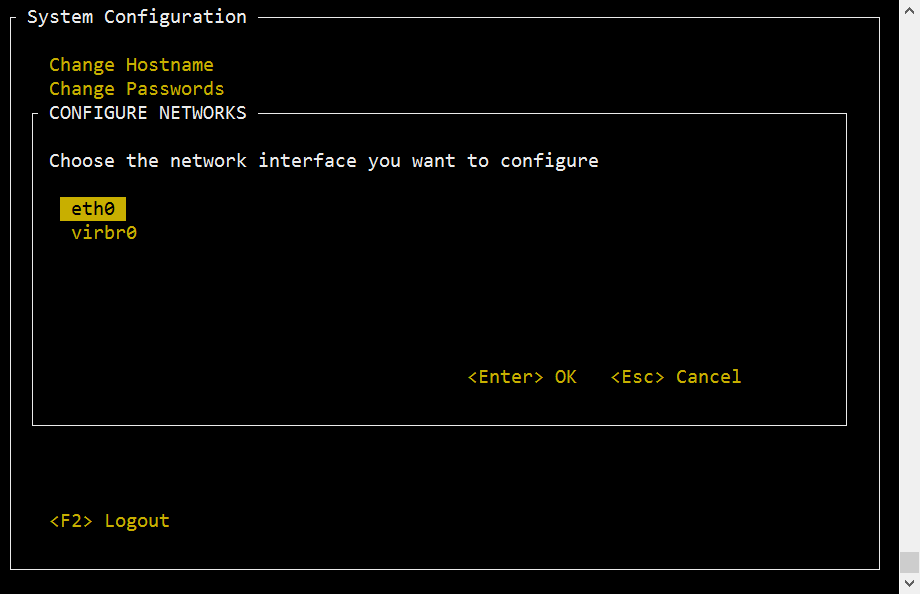 System Configuration
Change Hostname
Change Passwords
CONFIGURE NETWORKS
Choose the network interface you want to configure
eth0
virbr0
<Enter> OK <Esc> Cancel
<F2> Logout